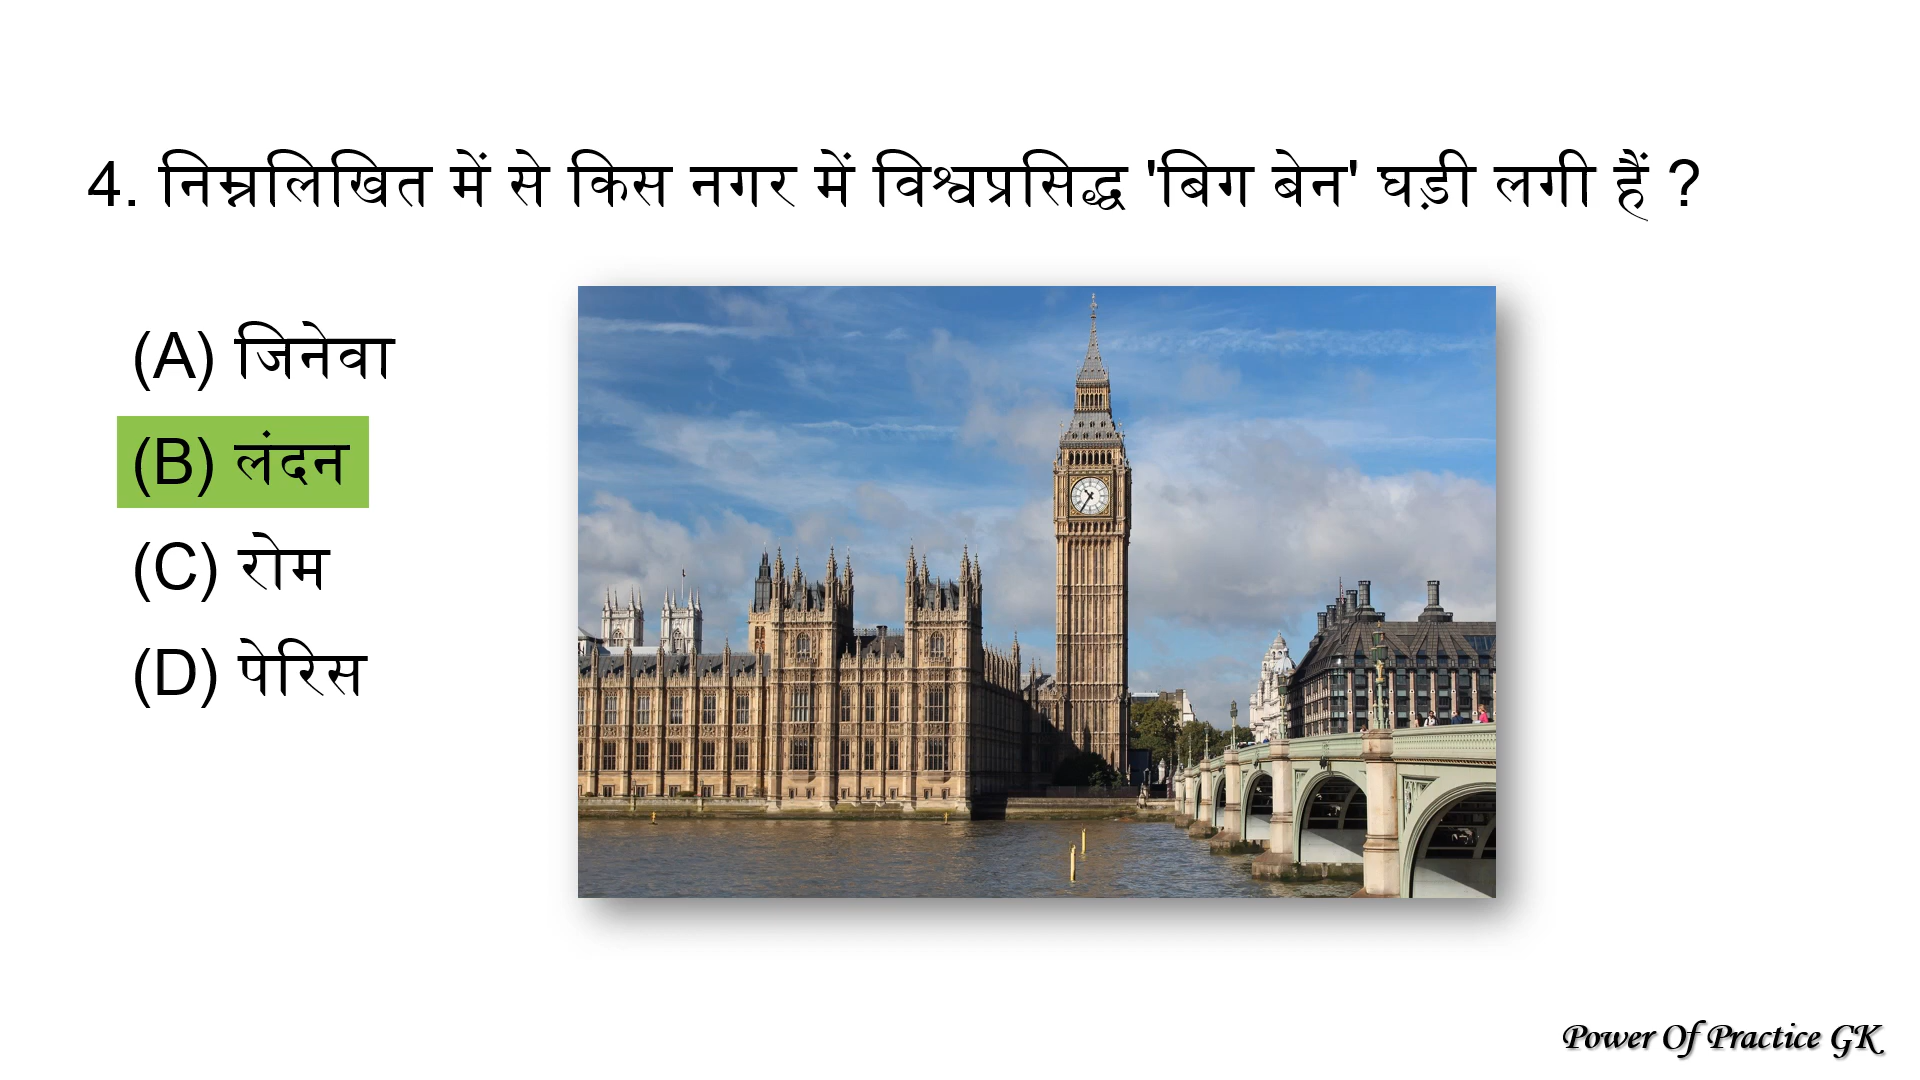 4. निम्नलिखित में से किस नगर में विश्वप्रसिद्ध 'बिग बेन' घड़ी लगी हैं ?
(A) जिनेवा
(B) लंदन
(C) रोम
(D) पेरिस
Power Of Practice GK